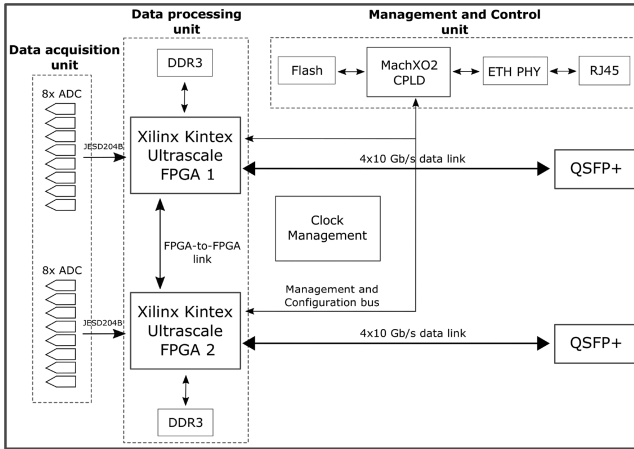 Data processing
unit
Management and Control
unit
Data acquisition
unit
8x ADC
JESD204B
DDR3
Xilinx Kintex
Ultrascale
FPGA 1
Flash
MachXO2
CPLD
ETH PHY
RJ45
4x10 Gb/s data link
QSFP+
Clock
Management
FPGA-to-FPGA
link
Management and
Configuration bus
8x ADC
JESD204B
Xilinx Kintex
Ultrascale
FPGA 2
4x10 Gb/s data link
QSFP+
DDR3